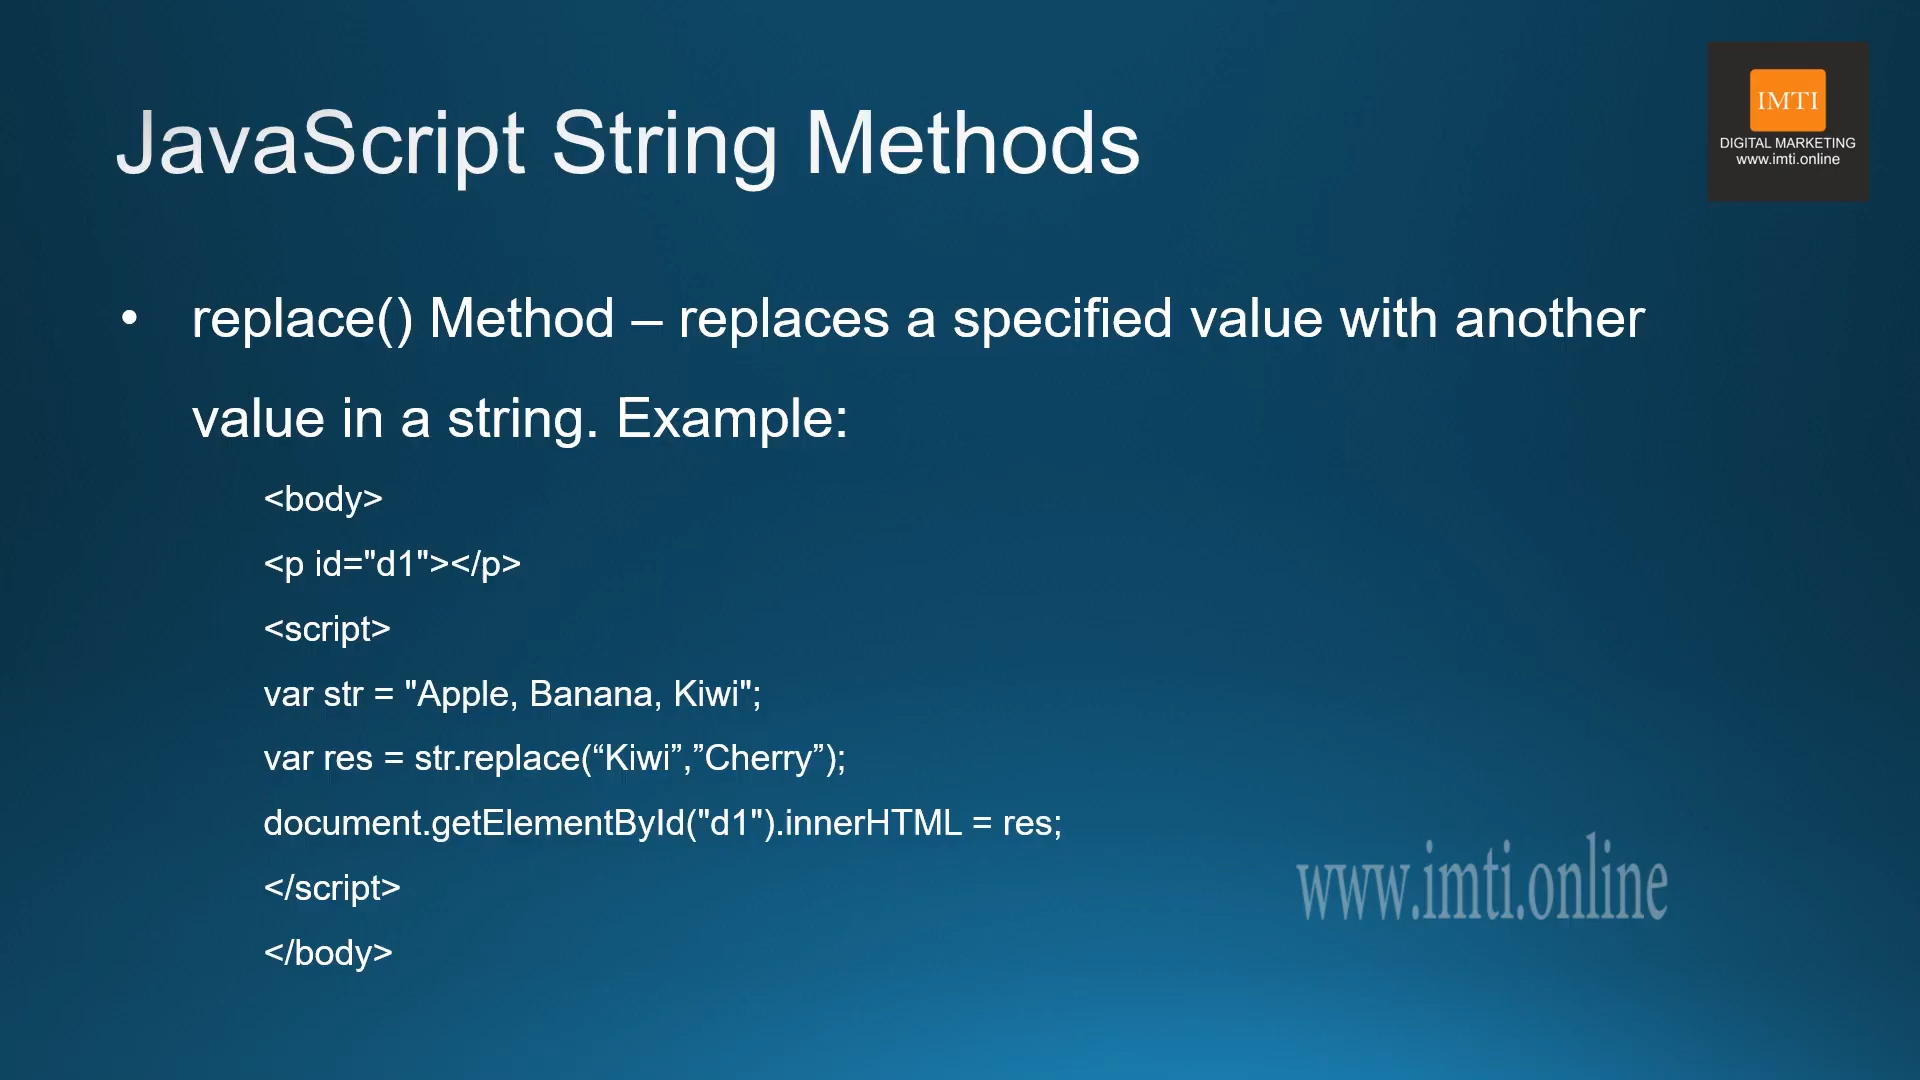 IMTI
DIGITAL MARKETING
www.imti.online
JavaScript String Methods
• replace() Method – replaces a specified value with another
value in a string. Example:
<body>
<p id="d1"></p>
<script>
var str = "Apple, Banana, Kiwi";
var res = str.replace(“Kiwi”,”Cherry”);
document.getElementById("d1").innerHTML = res;
</script>
</body>
www.imti.online